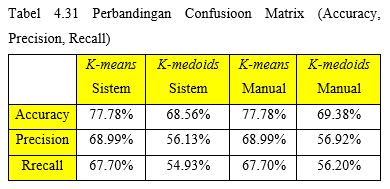 Tabel 4.31 Perbandingan Confusioon Matrix (Accuracy,
Precision, Recall)
K-means K-medoids K-means K-medoids
Sistem Sistem Manual Manual
Accuracy 77.78% 68.56% 77.78% 69.38%
Precision 68.99% 56.13% 68.99% 56.92%
Rrecall 67.70% 54.93% 67.70% 56.20%